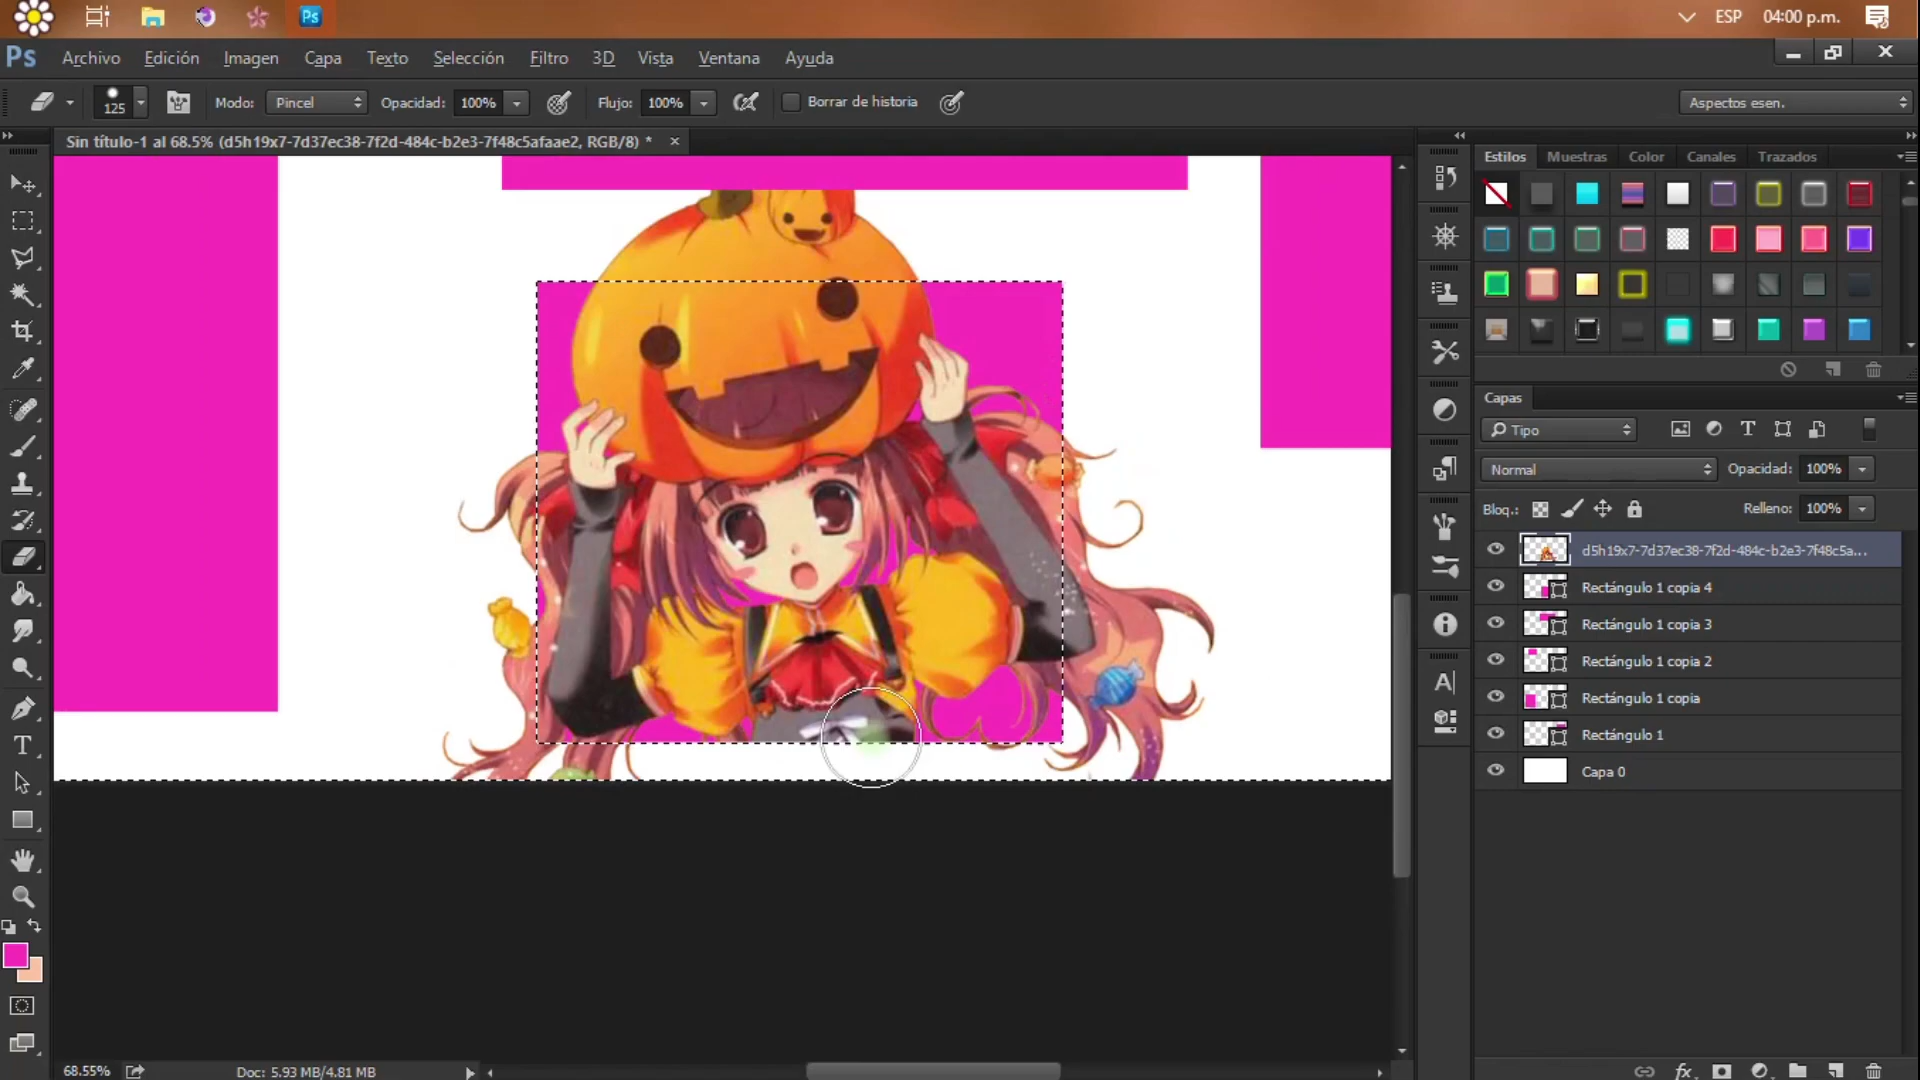 Ps
ESP 04:00 p.m.
Ps Archivo Edición Imagen Capa Texto Selección Filtro 3D Vista Ventana Ayuda
125 Modo: Pincel Opacidad: 100% Flujo: 100% Borrar de historia Aspectos esen.
Sin título-1 al 68.5% (d5h19x7-7d37ec38-7f2d-484c-b2e3-7f48c5afaae2, RGB/8) *
Estilos Muestras Color Canales Trazados
Capas
Tipo
Normal Opacidad: 100%
Bloq.: Relleno: 100%
d5h19x7-7d37ec38-7f2d-484c-b2e3-7f48c5a...
Rectángulo 1 copia 4
Rectángulo 1 copia 3
Rectángulo 1 copia 2
Rectángulo 1 copia
Rectángulo 1
Capa 0
68.55% Doc: 5.93 MB/4.81 MB